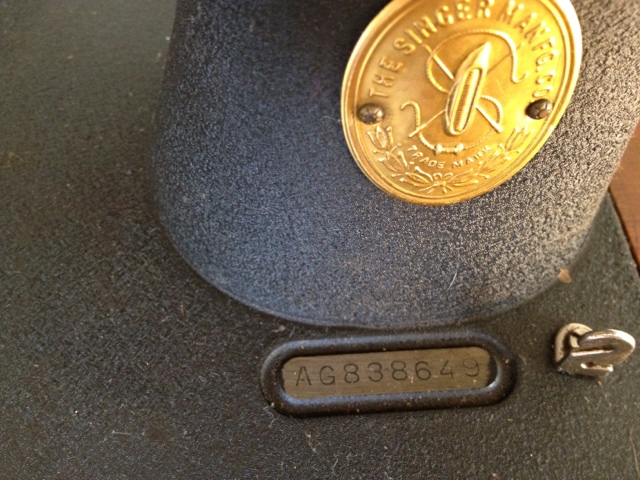 THE SINGER MANFG. CO
TRADE MARK
AG838649